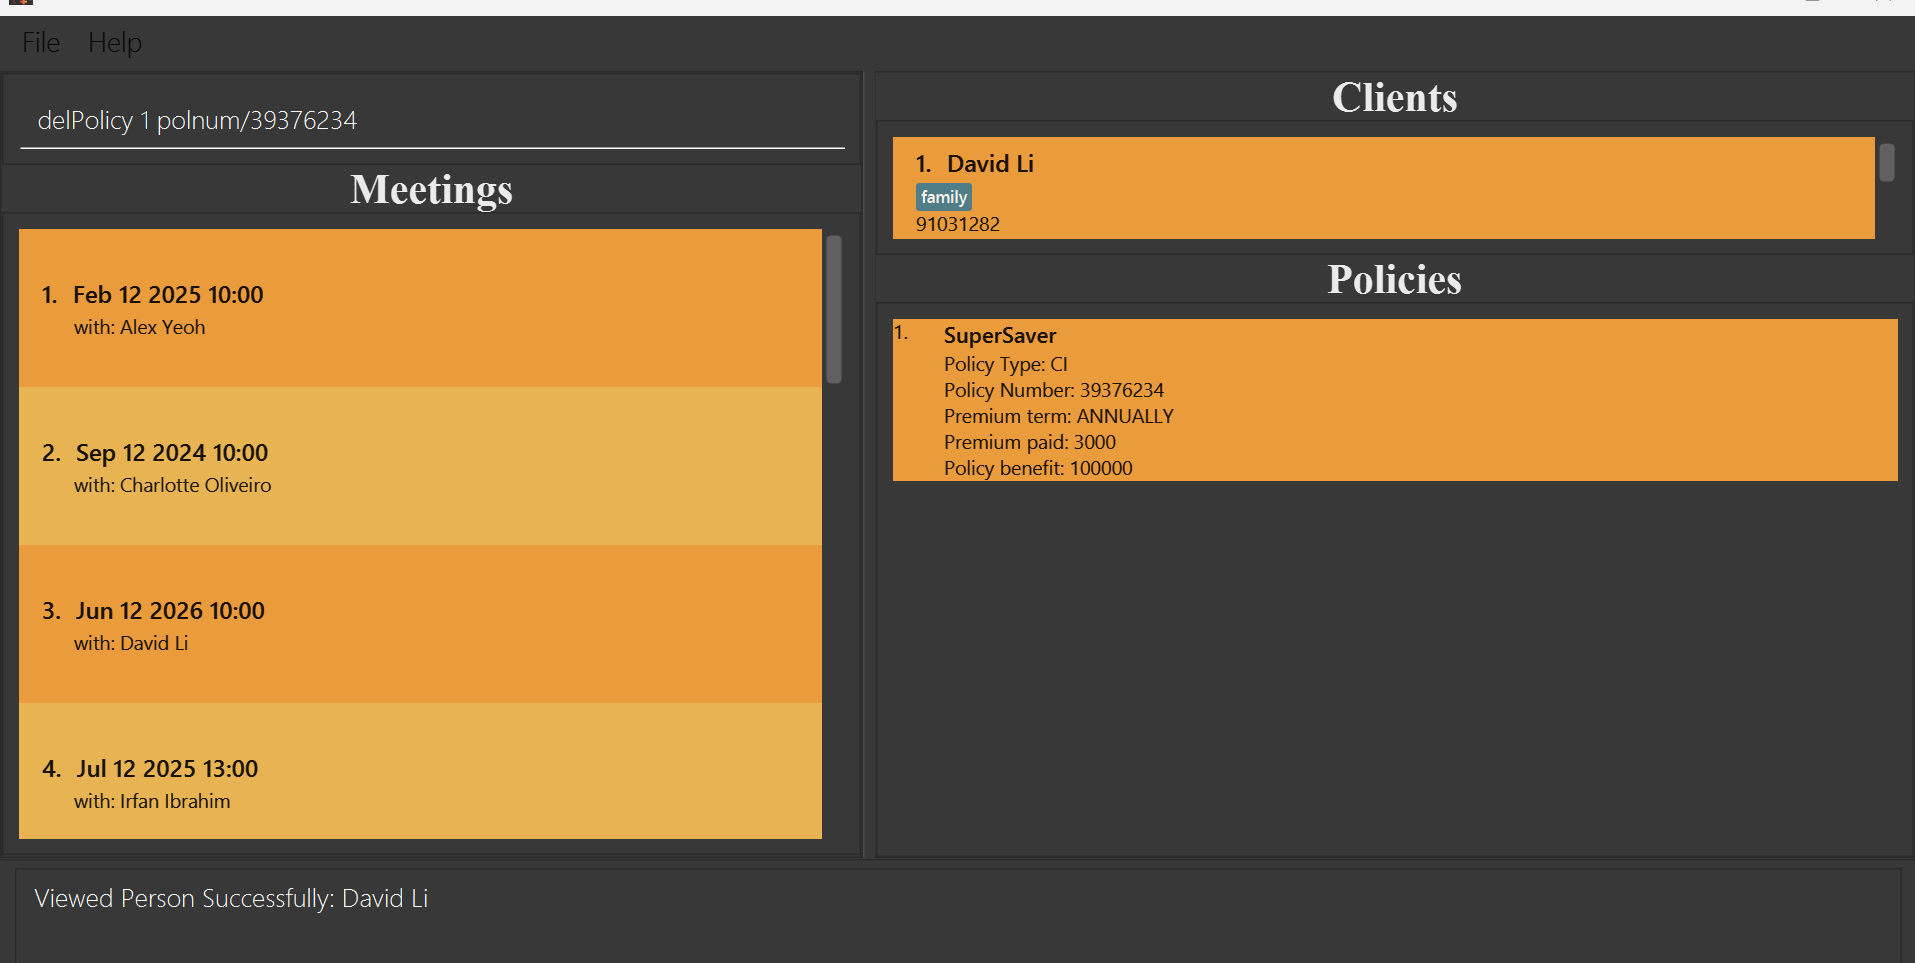 File Help
delPolicy 1 polnum/39376234
Meetings
1. Feb 12 2025 10:00
with: Alex Yeoh
2. Sep 12 2024 10:00
with: Charlotte Oliveiro
3. Jun 12 2026 10:00
with: David Li
4. Jul 12 2025 13:00
with: Irfan Ibrahim
Clients
1. David Li
family
91031282
Policies
1. SuperSaver
Policy Type: CI
Policy Number: 39376234
Premium term: ANNUALLY
Premium paid: 3000
Policy benefit: 100000
Viewed Person Successfully: David Li